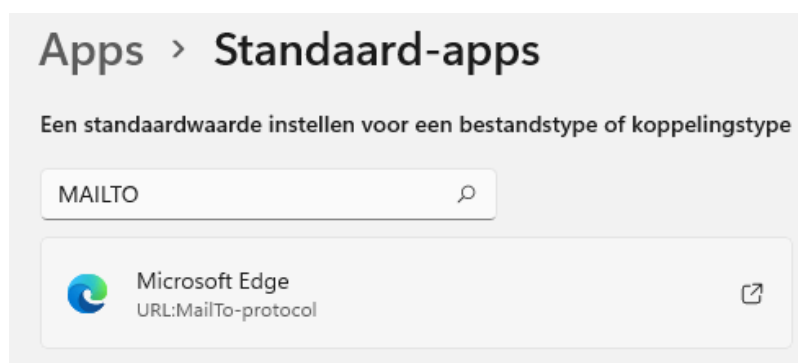 Apps > Standaard-apps
Een standaardwaarde instellen voor een bestandstype of koppelingstype
MAILTO
Microsoft Edge
URL:MailTo-protocol